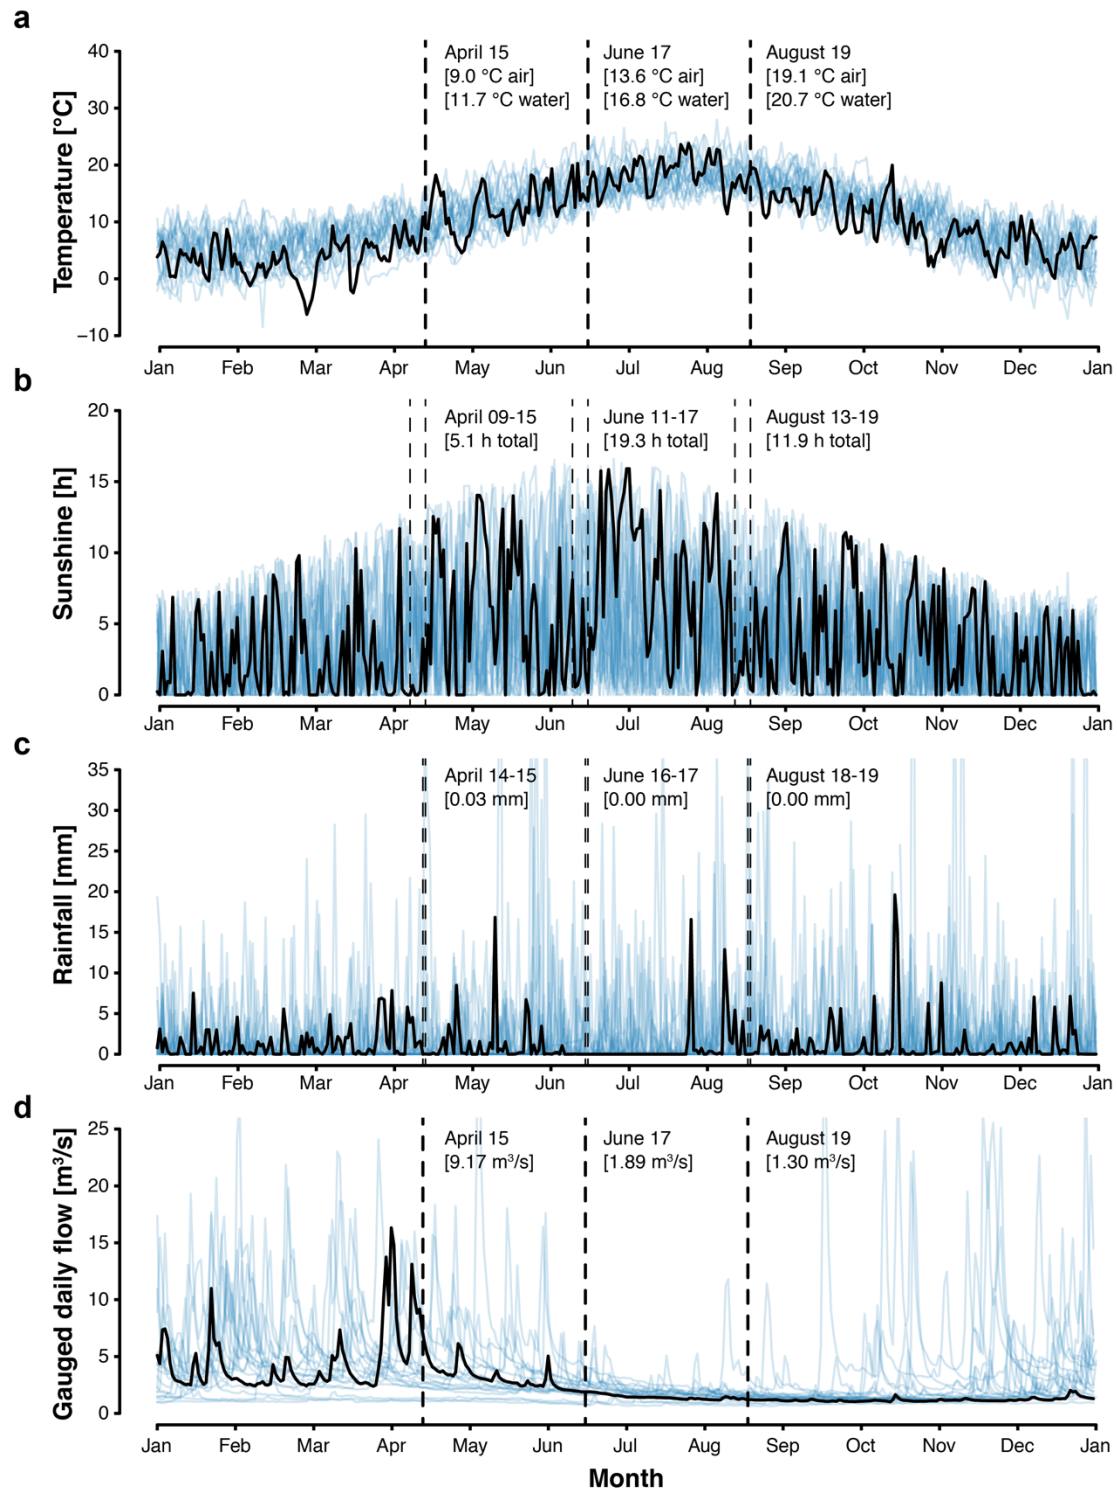 a
Temperature [°C]
40
30
20
10
0
−10
April 15
[9.0 °C air]
[11.7 °C water]
June 17
[13.6 °C air]
[16.8 °C water]
August 19
[19.1 °C air]
[20.7 °C water]
Jan Feb Mar Apr May Jun Jul Aug Sep Oct Nov Dec Jan
b
Sunshine [h]
20
15
10
5
0
April 09-15
[5.1 h total]
June 11-17
[19.3 h total]
August 13-19
[11.9 h total]
Jan Feb Mar Apr May Jun Jul Aug Sep Oct Nov Dec Jan
c
Rainfall [mm]
35
30
25
20
15
10
5
0
April 14-15
[0.03 mm]
June 16-17
[0.00 mm]
August 18-19
[0.00 mm]
Jan Feb Mar Apr May Jun Jul Aug Sep Oct Nov Dec Jan
d
Gauged daily flow [m³/s]
25
20
15
10
5
0
April 15
[9.17 m³/s]
June 17
[1.89 m³/s]
August 19
[1.30 m³/s]
Jan Feb Mar Apr May Jun Jul Aug Sep Oct Nov Dec Jan
Month